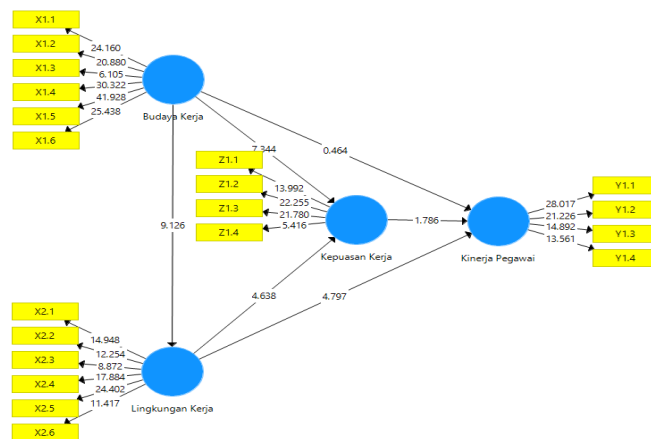 X1.1
X1.2
X1.3
X1.4
X1.5
X1.6
24.160
20.880
6.105
30.322
41.928
25.438
Budaya Kerja
7.344
0.464
Z1.1
Z1.2
Z1.3
Z1.4
13.992
22.255
21.780
5.416
Kepuasan Kerja
1.786
Kinerja Pegawai
28.017
21.226
14.892
13.561
Y1.1
Y1.2
Y1.3
Y1.4
9.126
4.638
4.797
X2.1
X2.2
X2.3
X2.4
X2.5
X2.6
14.948
12.254
8.872
17.884
24.402
11.417
Lingkungan Kerja